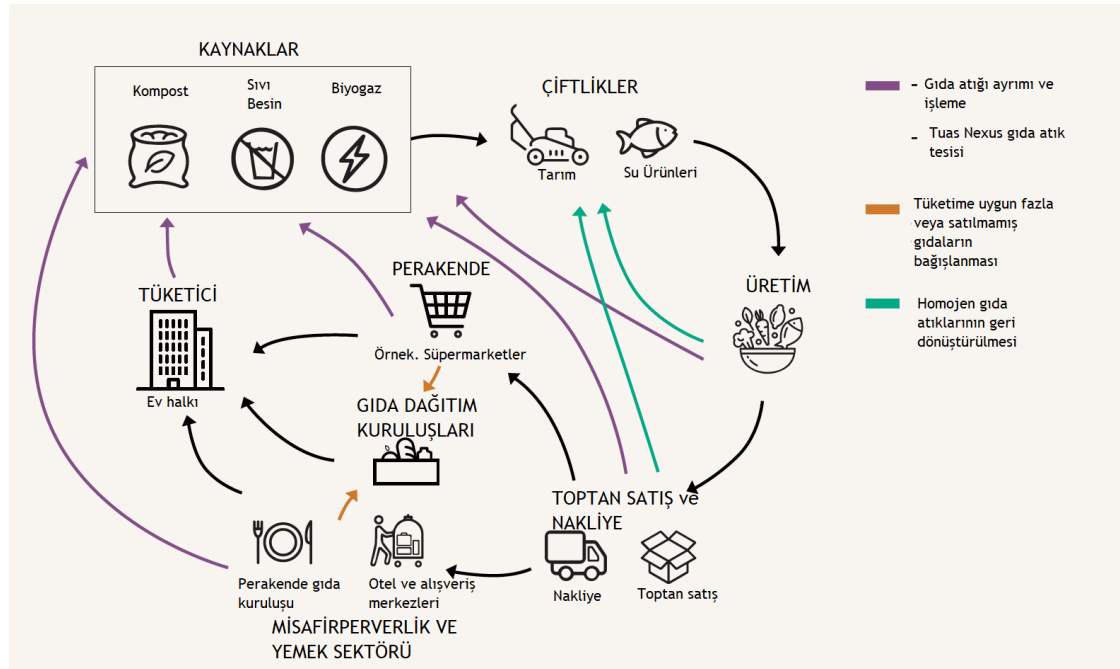 KAYNAKLAR
Kompost
Sıvı
Besin
Biyogaz
ÇİFTLİKLER
Tarım
Su Ürünleri
- Gıda atığı ayrımı ve
işleme
- Tuas Nexus gıda atık
tesisi
Tüketime uygun fazla
veya satılmamış
gıdaların
bağışlanması
Homojen gıda
atıklarının geri
dönüştürülmesi
TÜKETİCİ
Ev halkı
PERAKENDE
Örnek. Süpermarketler
ÜRETİM
GIDA DAĞITIM
KURULUŞLARI
TOPTAN SATIŞ ve
NAKLİYE
Nakliye
Toptan satış
Perakende gıda
kuruluşu
Otel ve alışveriş
merkezleri
MİSAFİRPERVERLİK VE
YEMEK SEKTÖRÜ